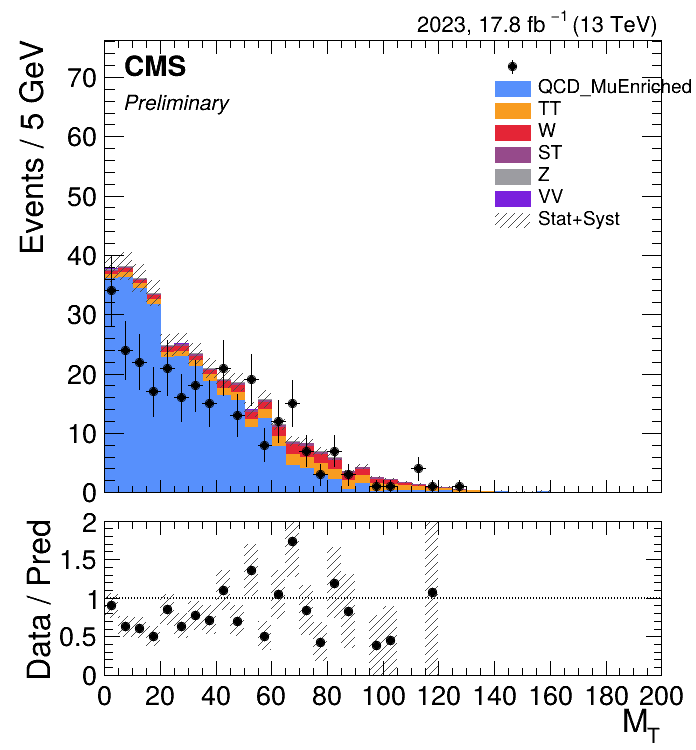 2023, 17.8 fb⁻¹ (13 TeV)
CMS
Preliminary
QCD_MuEnriched
TT
W
ST
Z
VV
Stat+Syst
Events / 5 GeV
70
60
50
40
30
20
10
0
Data / Pred
2
1.5
1
0.5
0
0 20 40 60 80 100 120 140 160 180 200
M_T